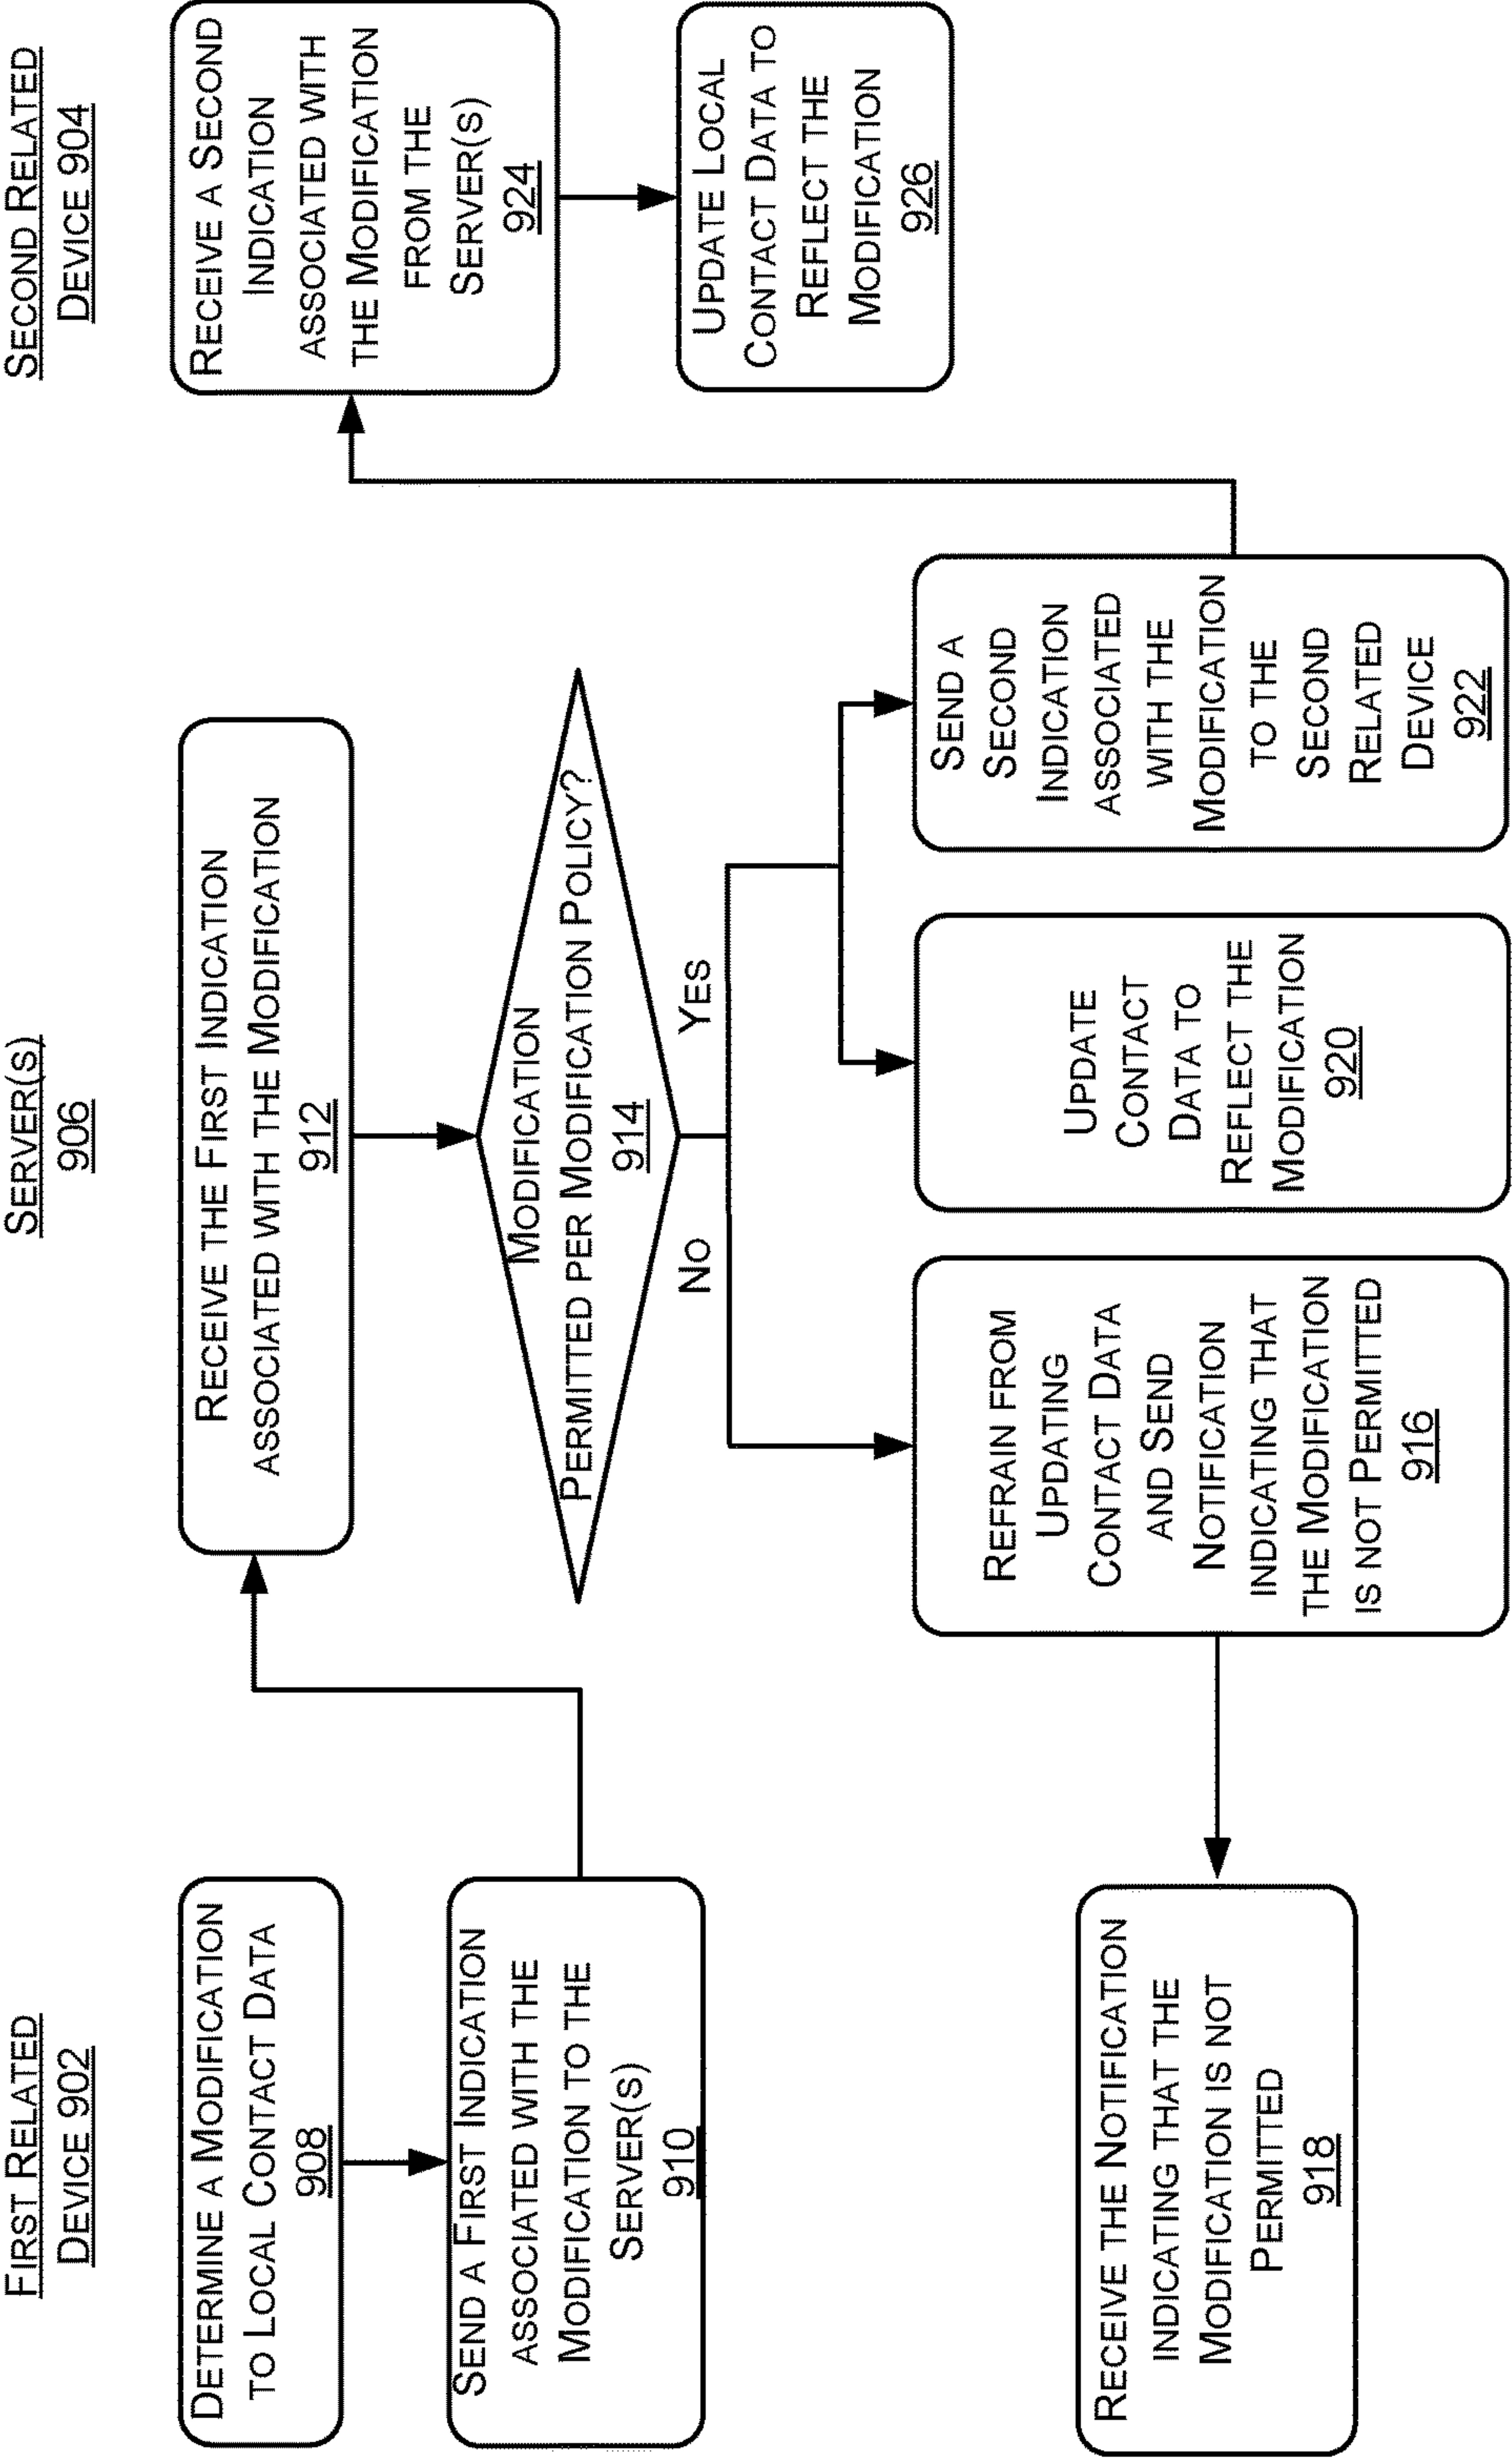 FIRST RELATED
DEVICE 902
SERVER(S)
906
SECOND RELATED
DEVICE 904
DETERMINE A MODIFICATION
TO LOCAL CONTACT DATA
908
SEND A FIRST INDICATION
ASSOCIATED WITH THE
MODIFICATION TO THE
SERVER(S)
910
RECEIVE THE FIRST INDICATION
ASSOCIATED WITH THE MODIFICATION
912
MODIFICATION
PERMITTED PER MODIFICATION POLICY?
914
NO
YES
REFRAIN FROM
UPDATING
CONTACT DATA
AND SEND
NOTIFICATION
INDICATING THAT
THE MODIFICATION
IS NOT PERMITTED
916
RECEIVE THE NOTIFICATION
INDICATING THAT THE
MODIFICATION IS NOT
PERMITTED
918
UPDATE
CONTACT
DATA TO
REFLECT THE
MODIFICATION
920
SEND A
SECOND
INDICATION
ASSOCIATED
WITH THE
MODIFICATION
TO THE
SECOND
RELATED
DEVICE
922
RECEIVE A SECOND
INDICATION
ASSOCIATED WITH
THE MODIFICATION
FROM THE
SERVER(S)
924
UPDATE LOCAL
CONTACT DATA TO
REFLECT THE
MODIFICATION
926